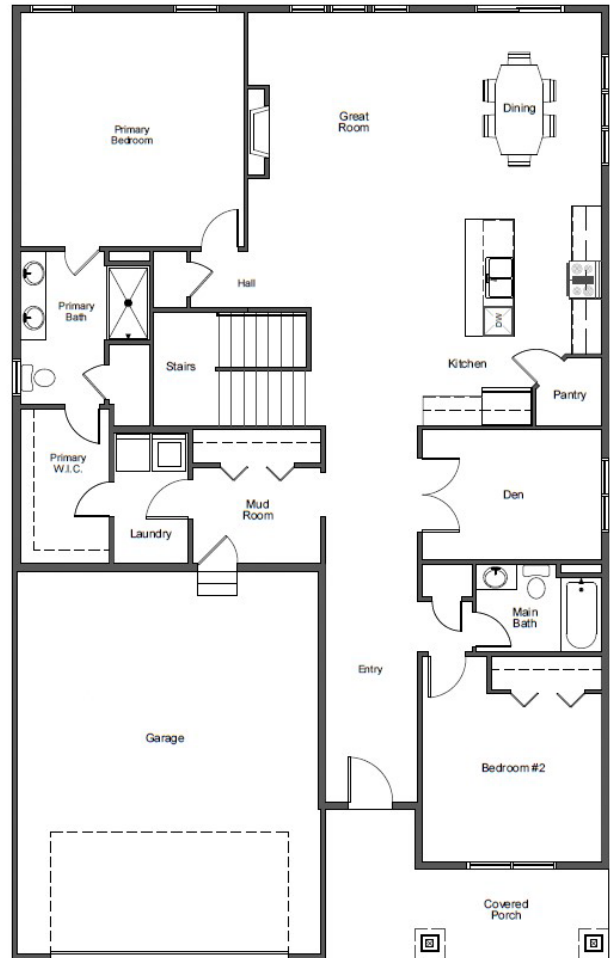 Primary
Bedroom
Great
Room
Dining
Hall
Primary
Bath
DW
Stairs
Kitchen
Pantry
Primary
W.I.C.
Mud
Room
Den
Laundry
Main
Bath
Entry
Garage
Bedroom #2
Covered
Porch